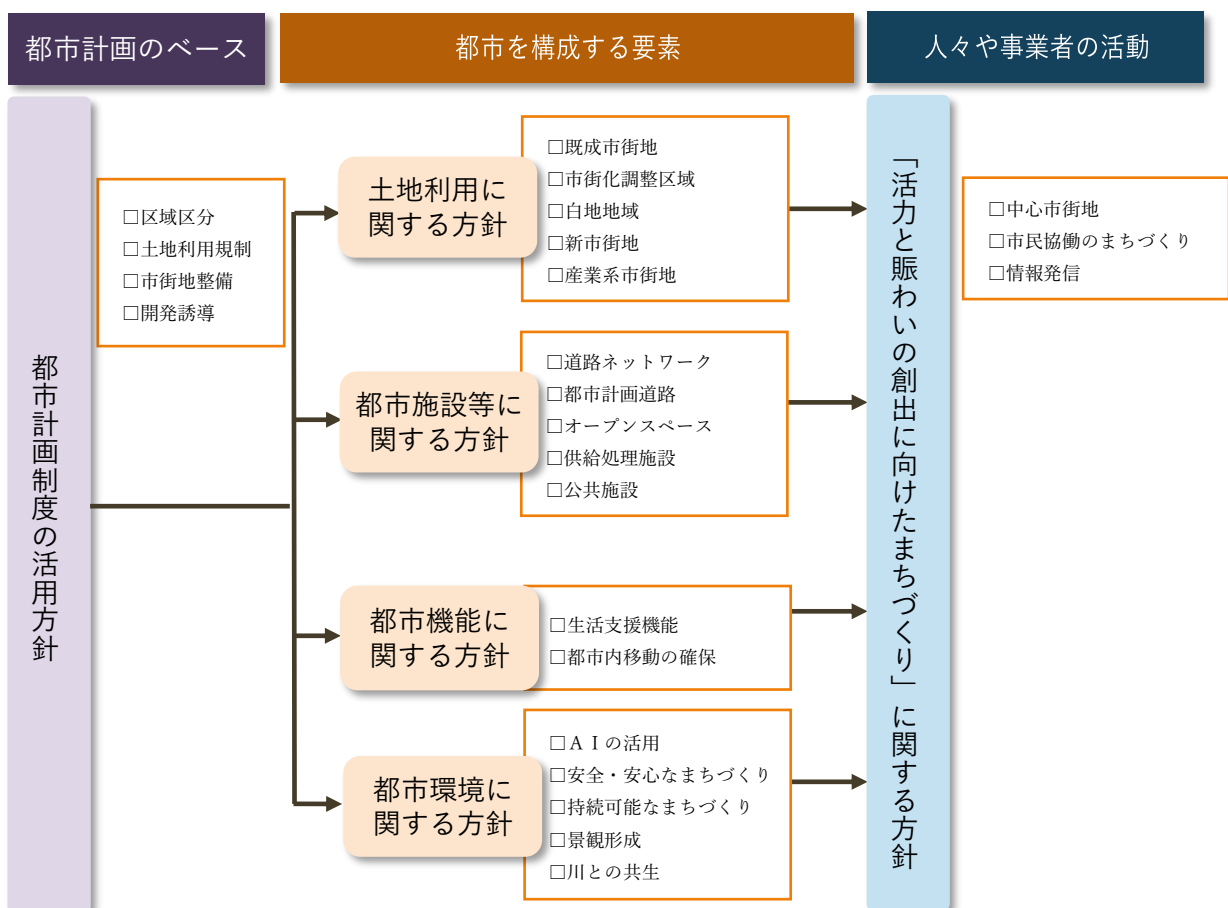 都市計画のベース
都市を構成する要素
人々や事業者の活動
都市計画制度の活用方針
□区域区分
□土地利用規制
□市街地整備
□開発誘導
土地利用に
関する方針
□既成市街地
□市街化調整区域
□白地地域
□新市街地
□産業系市街地
都市施設等に
関する方針
□道路ネットワーク
□都市計画道路
□オープンスペース
□供給処理施設
□公共施設
都市機能に
関する方針
□生活支援機能
□都市内移動の確保
都市環境に
関する方針
□ＡＩの活用
□安全・安心なまちづくり
□持続可能なまちづくり
□景観形成
□川との共生
「活力と賑わいの創出に向けたまちづくり」に関する方針
□中心市街地
□市民協働のまちづくり
□情報発信